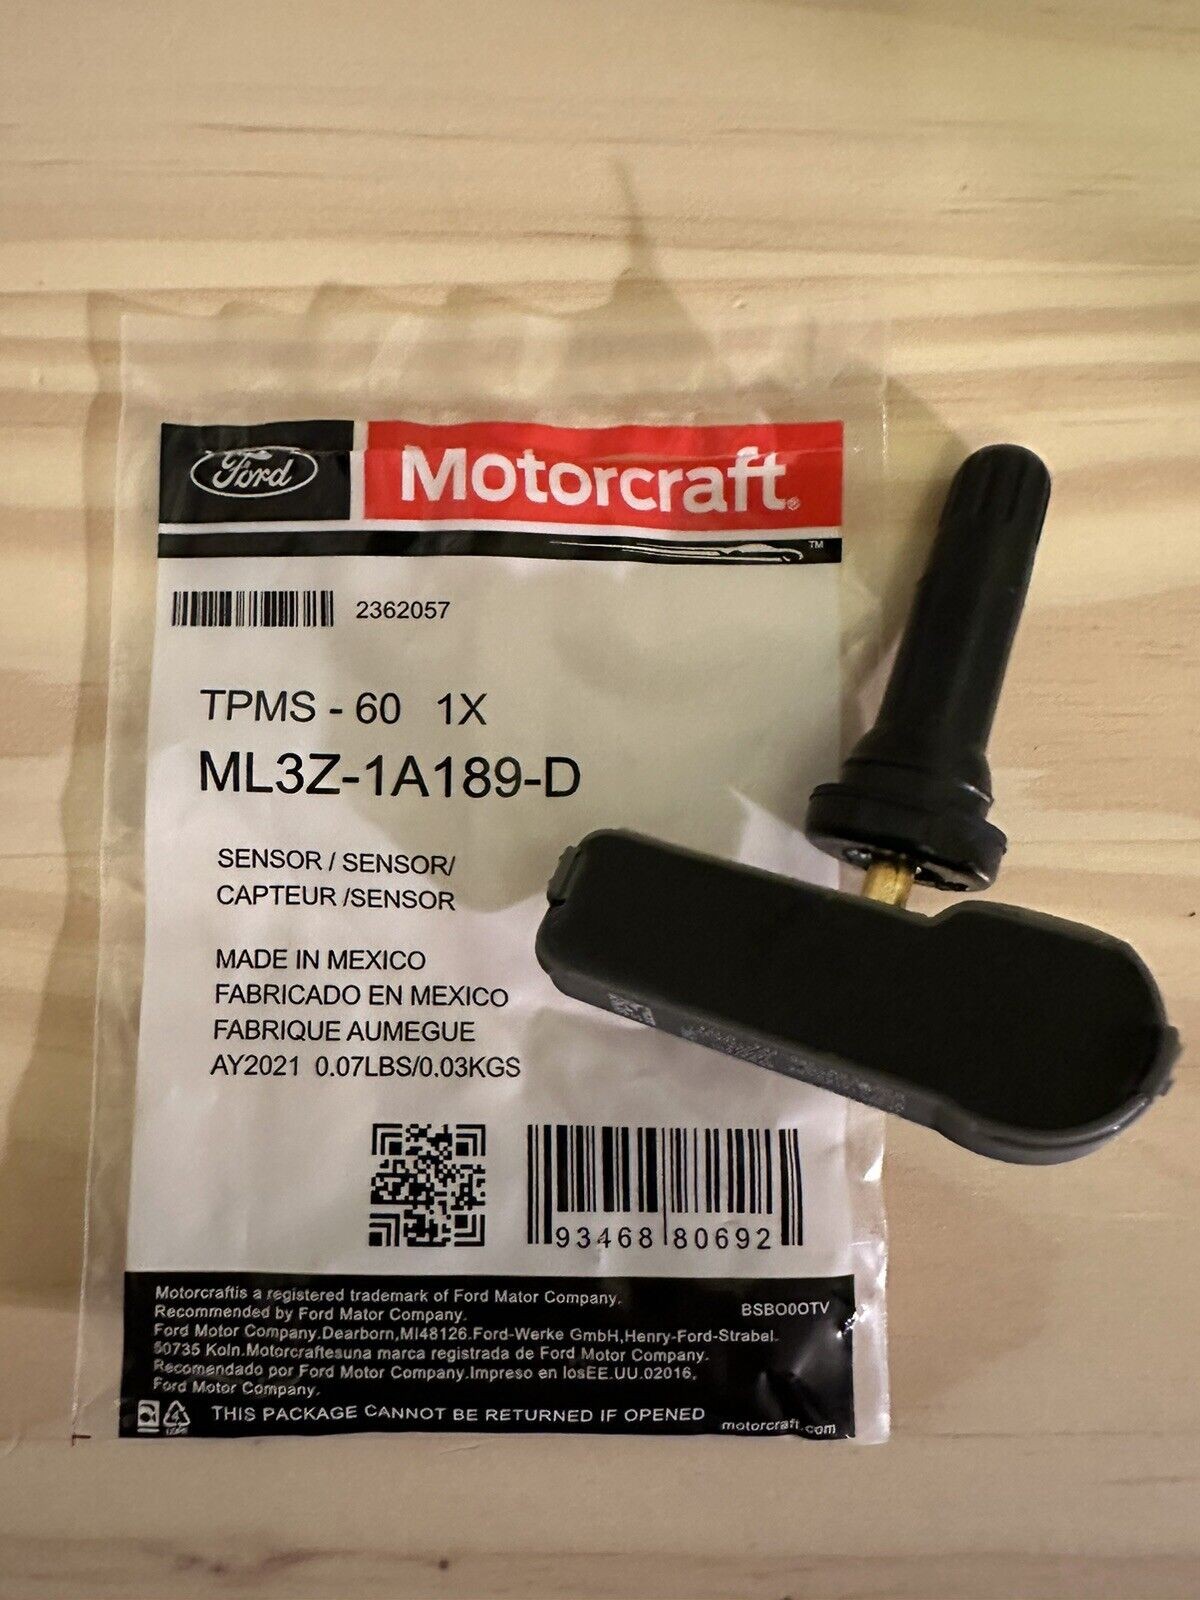 Ford Motorcraft®
TM
2362057
TPMS - 60 1X
ML3Z-1A189-D
SENSOR / SENSOR/
CAPTEUR /SENSOR
MADE IN MEXICO
FABRICADO EN MEXICO
FABRIQUE AUMEGUE
AY2021 0.07LBS/0.03KGS
93468 80692
Motorcraftis a registered trademark of Ford Mator Company.
Recommended by Ford Mator Company.
BSBO0OTV
Ford Motor Company.Dearborn,MI48126.Ford-Werke GmbH,Henry-Ford-Strabel.
50735 Koln.Motorcraftesuna marca registrada de Ford Motor Company.
Recomendado por Ford Motor Company.Impreso en losEE.UU.02016.
Ford Motor Company.
4
THIS PACKAGE CANNOT BE RETURNED IF OPENED
motorcraft.com